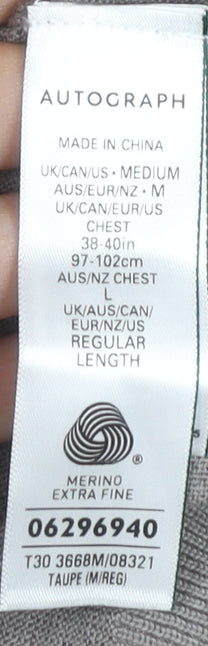 AUTOGRAPH
MADE IN CHINA
UK/CAN/US • MEDIUM
AUS/EUR/NZ • M
UK/CAN/EUR/US
CHEST
38-40in
97-102cm
AUS/NZ CHEST
L
UK/AUS/CAN/
EUR/NZ/US
REGULAR
LENGTH
®
MERINO
EXTRA FINE
06296940
T30 3668M/08321
TAUPE (M/REG)